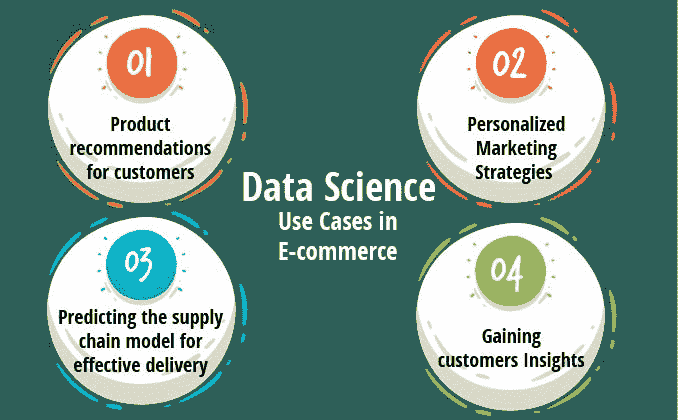 01
Product
recommendations
for customers
02
Personalized
Marketing
Strategies
Data Science
Use Cases in
E-commerce
03
Predicting the supply
chain model for
effective delivery
04
Gaining
customers Insights